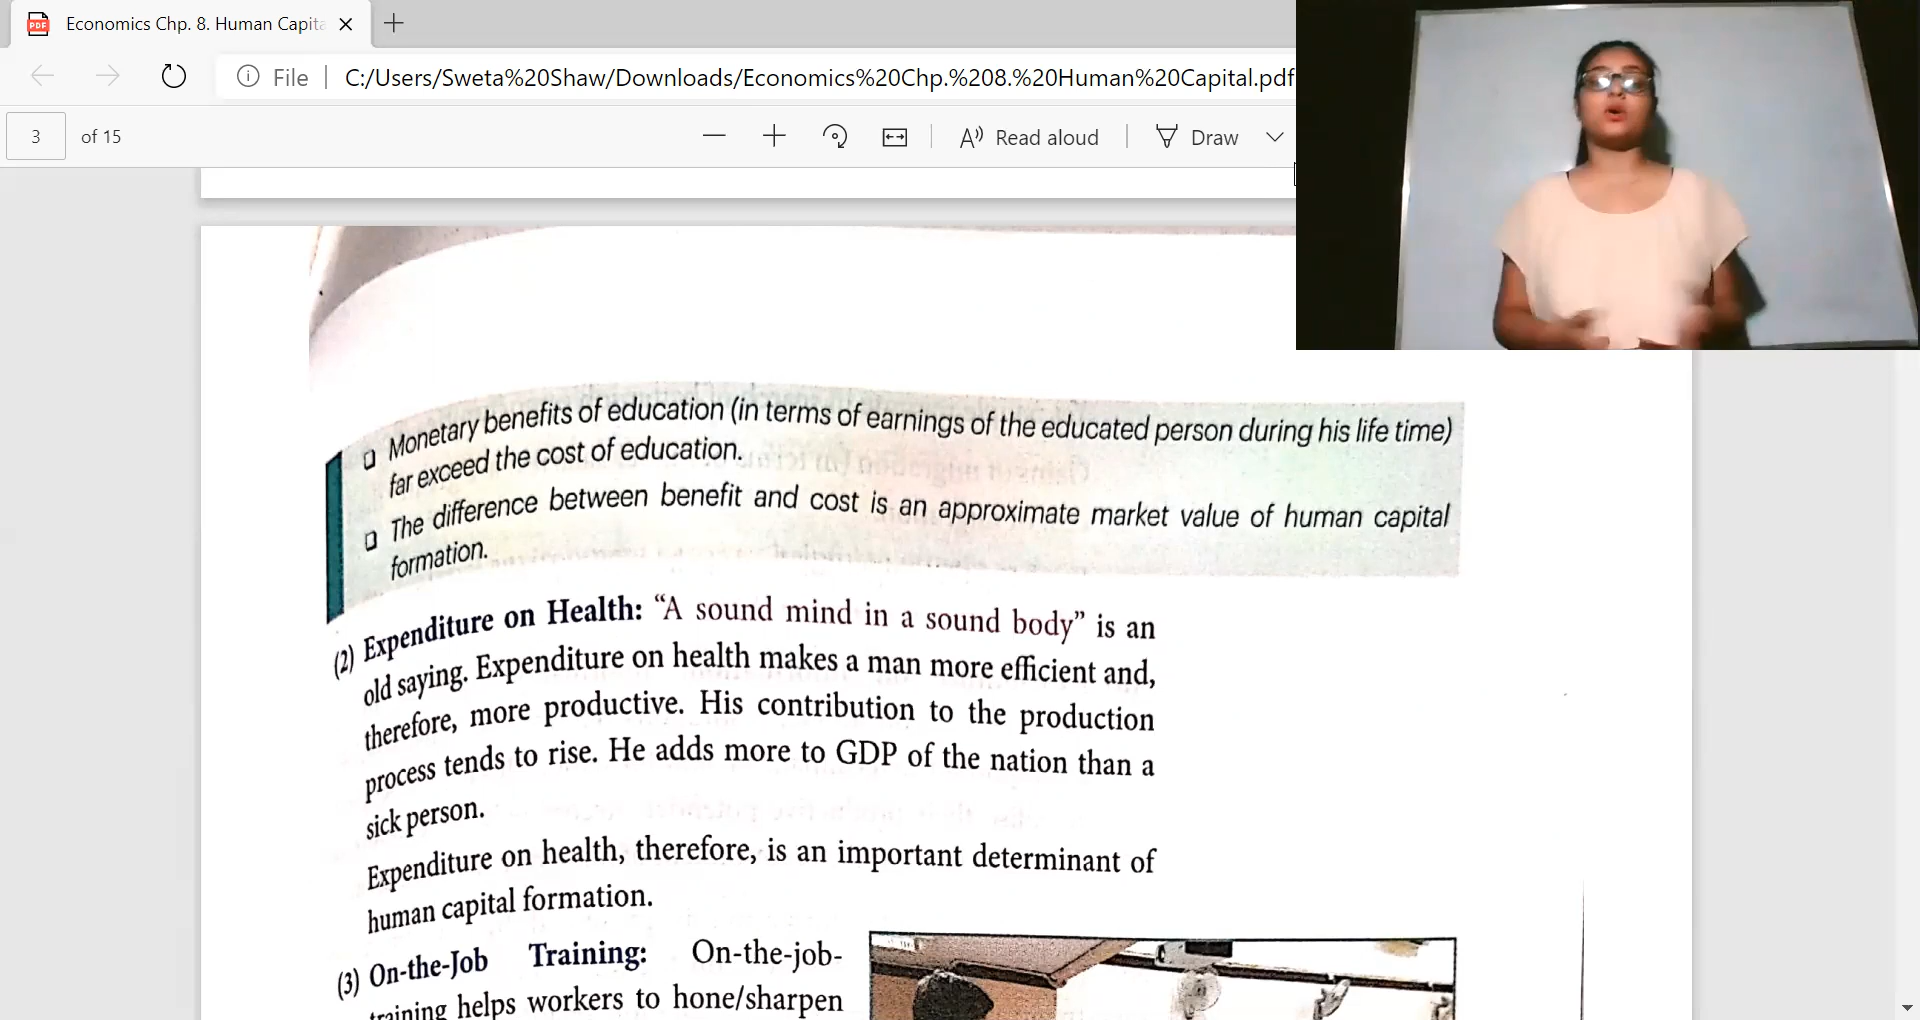 Economics Chp. 8. Human Capita
File
C:/Users/Sweta%20Shaw/Downloads/Economics%20Chp.%208.%20Human%20Capital.pdf
3
of 15
Read aloud
Draw
Monetary benefits of education (in terms of earnings of the educated person during his life time)
far exceed the cost of education.
The difference between benefit and cost is an approximate market value of human capital
formation.
(2) Expenditure on Health: “A sound mind in a sound body” is an
old saying. Expenditure on health makes a man more efficient and,
therefore, more productive. His contribution to the production
process tends to rise. He adds more to GDP of the nation than a
sick person.
Expenditure on health, therefore, is an important determinant of
human capital formation.
(3) On-the-Job Training: On-the-job-
training helps workers to hone/sharpen